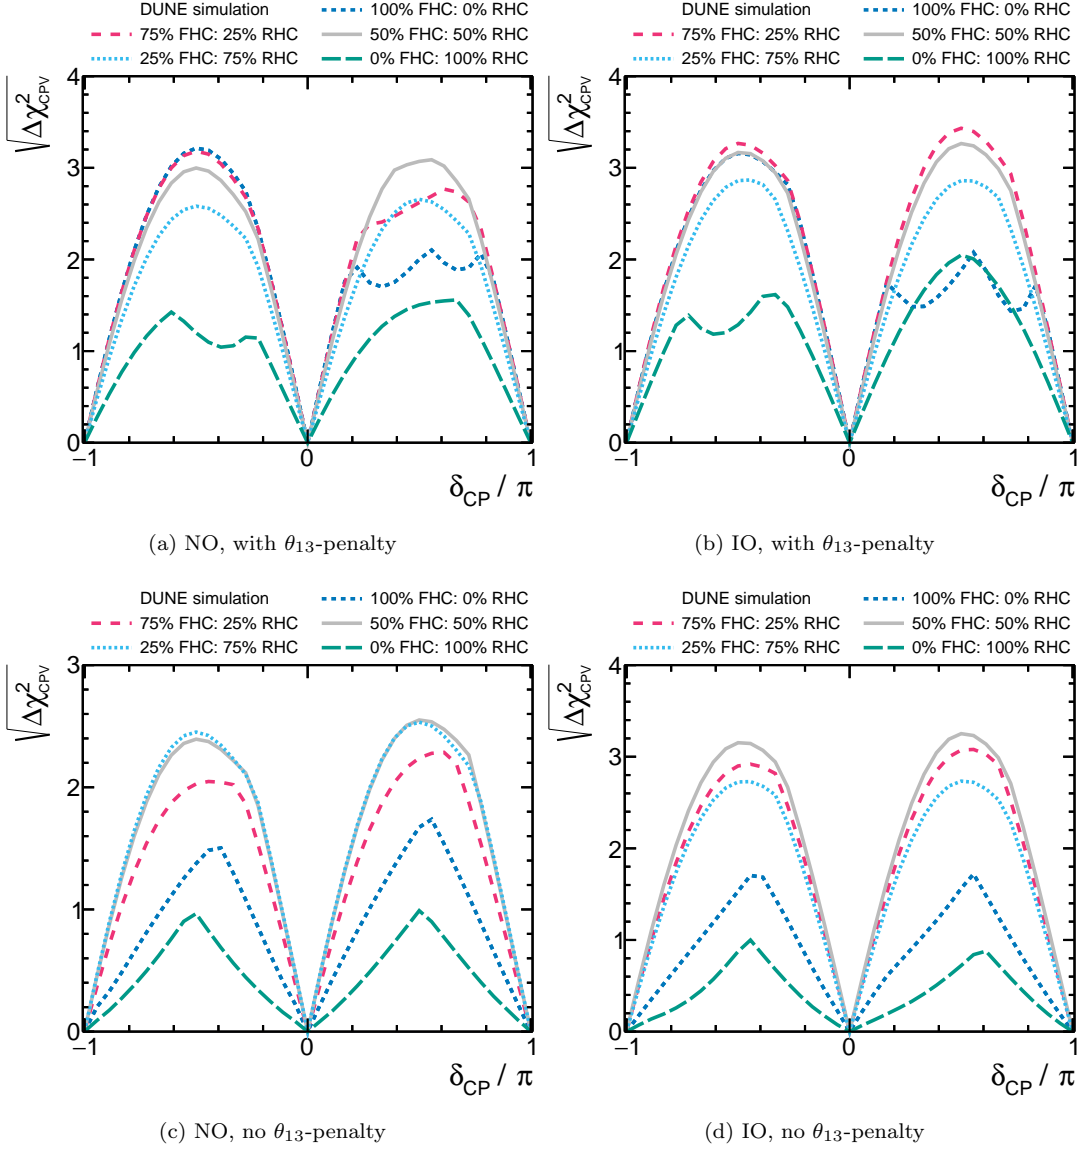 DUNE simulation 100% FHC: 0% RHC
75% FHC: 25% RHC 50% FHC: 50% RHC
25% FHC: 75% RHC 0% FHC: 100% RHC
√Δχ²CPV
4
3
2
1
0
−1 0 1
δCP / π
(a) NO, with θ13-penalty
DUNE simulation 100% FHC: 0% RHC
75% FHC: 25% RHC 50% FHC: 50% RHC
25% FHC: 75% RHC 0% FHC: 100% RHC
√Δχ²CPV
4
3
2
1
0
−1 0 1
δCP / π
(b) IO, with θ13-penalty
DUNE simulation 100% FHC: 0% RHC
75% FHC: 25% RHC 50% FHC: 50% RHC
25% FHC: 75% RHC 0% FHC: 100% RHC
√Δχ²CPV
3
2
1
0
−1 0 1
δCP / π
(c) NO, no θ13-penalty
DUNE simulation 100% FHC: 0% RHC
75% FHC: 25% RHC 50% FHC: 50% RHC
25% FHC: 75% RHC 0% FHC: 100% RHC
√Δχ²CPV
4
3
2
1
0
−1 0 1
δCP / π
(d) IO, no θ13-penalty